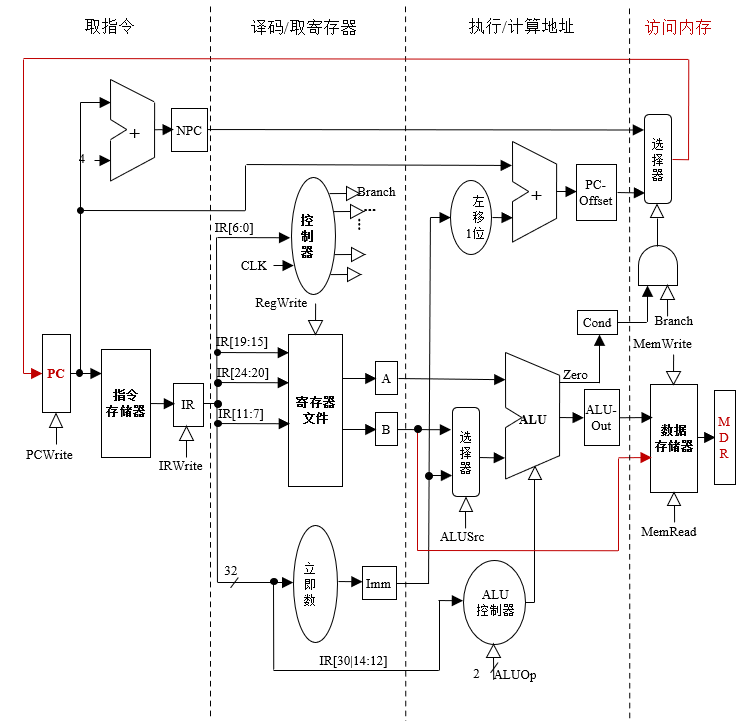 取指令
译码/取寄存器
执行/计算地址
访问内存
4
+
NPC
选
择
器
控
制
器
Branch
IR[6:0]
CLK
左
移
1位
+
PC-
Offset
RegWrite
Branch
Cond
MemWrite
PC
PCWrite
指令
存储器
IR
IRWrite
IR[19:15]
IR[24:20]
IR[11:7]
寄存器
文件
A
B
选
择
器
ALUSrc
ALU
Zero
ALU-
Out
数据
存储器
MemRead
M
D
R
32
立
即
数
Imm
ALU
控制器
IR[30|14:12]
2
ALUOp